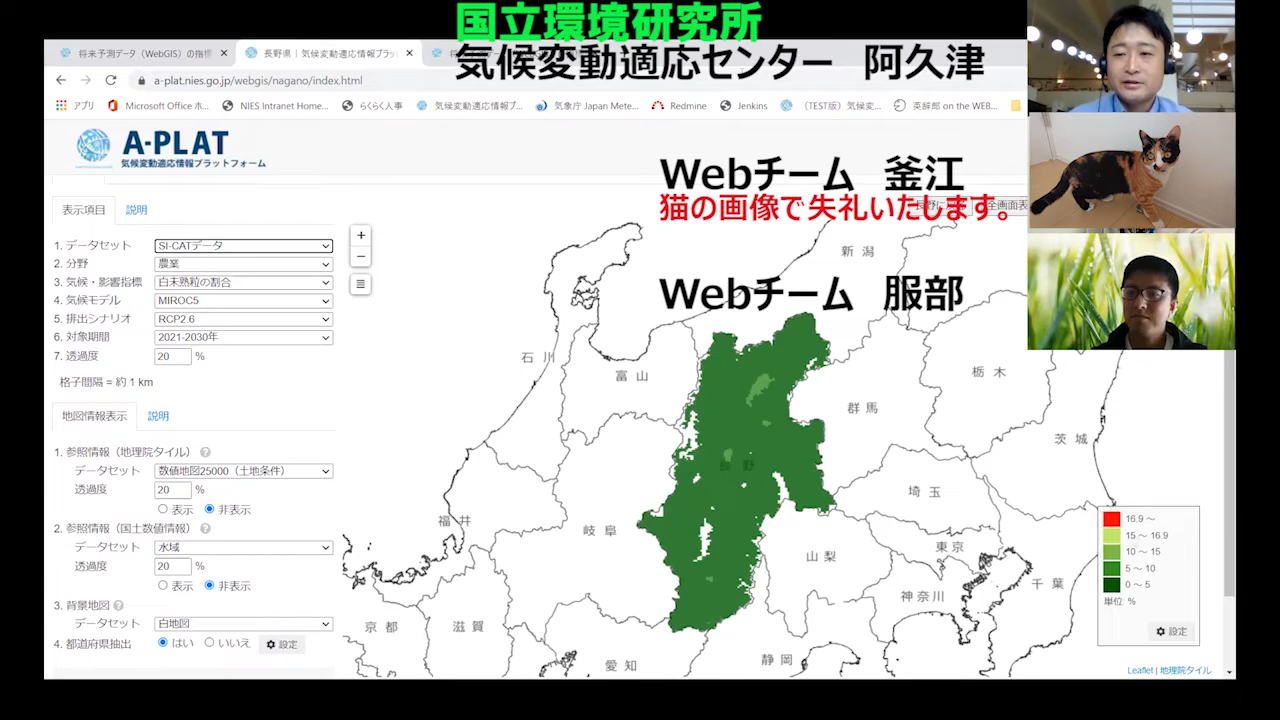 国立環境研究所
気候変動適応センター 阿久津
Webチーム 釜江
猫の画像で失礼いたします。
Webチーム 服部
将来予測データ（WebGIS）の指標
長野県｜気候変動適応情報プラット
a-plat.nies.go.jp/webgis/nagano/index.html
アプリ
Microsoft Office ホ...
NIES Intranet Home...
らくらく人事
気候変動適応情報プ...
気象庁 Japan Mete...
Redmine
Jenkins
（TEST版）気候変...
英辞郎 on the WEB...
A-PLAT
気候変動適応情報プラットフォーム
表示項目 説明
1. データセット SI-CATデータ
2. 分野 農業
3. 気候・影響指標 白未熟粒の割合
4. 気候モデル MIROC5
5. 排出シナリオ RCP2.6
6. 対象期間 2021-2030年
7. 透過度 20 %
格子間隔 = 約 1 km
地図情報表示 説明
1. 参照情報（地理院タイル） ?
データセット 数値地図25000（土地条件）
透過度 20 %
表示 非表示
2. 参照情報（国土数値情報） ?
データセット 水域
透過度 20 %
表示 非表示
3. 背景地図 ?
データセット 白地図
4. 都道府県抽出 はい いいえ 設定
+
−
新潟
石川
富山
栃木
群馬
茨城
長野
埼玉
福井
岐阜
東京
山梨
千葉
神奈川
京都
滋賀
静岡
愛知
16.9 ～
15 ～ 16.9
10 ～ 15
5 ～ 10
0 ～ 5
単位: %
設定
Leaflet | 地理院タイル